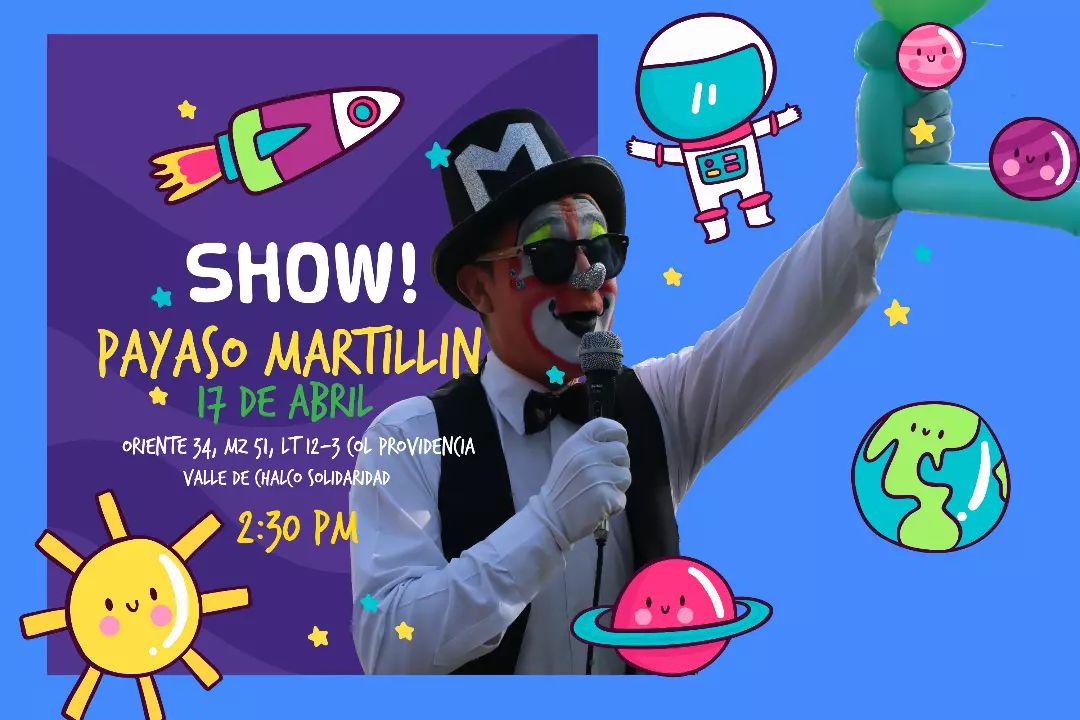 M
SHOW!
PAYASO MARTILLIN
17 DE ABRIL
ORIENTE 34, MZ 51, LT 12-3 COL PROVIDENCIA
VALLE DE CHALCO SOLIDARIDAD
2:30 PM